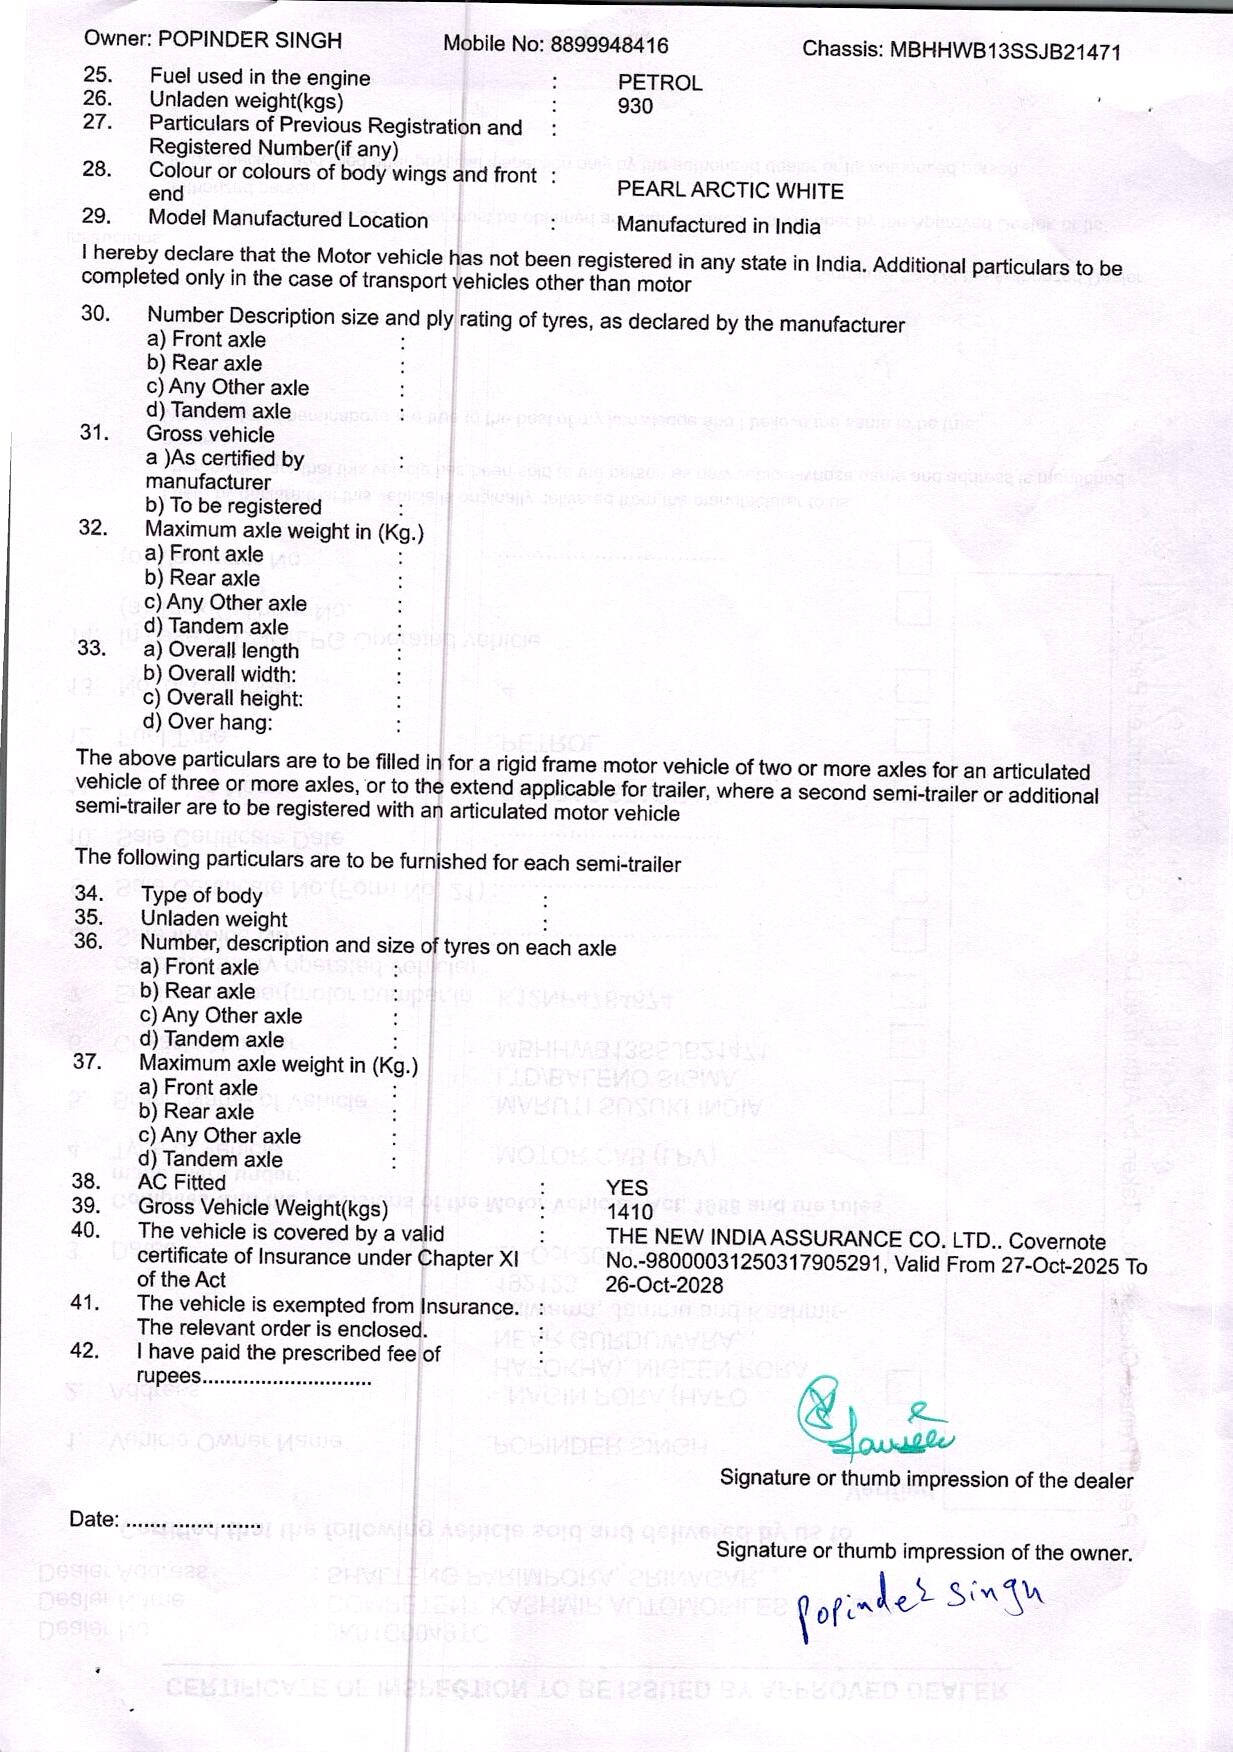 Owner: POPINDER SINGH Mobile No: 8899948416 Chassis: MBHHWB13SSJB21471
25. Fuel used in the engine : PETROL
26. Unladen weight(kgs) : 930
27. Particulars of Previous Registration and :
Registered Number(if any)
28. Colour or colours of body wings and front :
end PEARL ARCTIC WHITE
29. Model Manufactured Location : Manufactured in India
I hereby declare that the Motor vehicle has not been registered in any state in India. Additional particulars to be
completed only in the case of transport vehicles other than motor
30. Number Description size and ply rating of tyres, as declared by the manufacturer
a) Front axle :
b) Rear axle :
c) Any Other axle :
d) Tandem axle :
31. Gross vehicle
a )As certified by :
manufacturer
b) To be registered :
32. Maximum axle weight in (Kg.)
a) Front axle :
b) Rear axle :
c) Any Other axle :
d) Tandem axle :
33. a) Overall length :
b) Overall width: :
c) Overall height: :
d) Over hang: :
The above particulars are to be filled in for a rigid frame motor vehicle of two or more axles for an articulated
vehicle of three or more axles, or to the extend applicable for trailer, where a second semi-trailer or additional
semi-trailer are to be registered with an articulated motor vehicle
The following particulars are to be furnished for each semi-trailer
34. Type of body :
35. Unladen weight :
36. Number, description and size of tyres on each axle
a) Front axle :
b) Rear axle :
c) Any Other axle :
d) Tandem axle :
37. Maximum axle weight in (Kg.)
a) Front axle :
b) Rear axle :
c) Any Other axle :
d) Tandem axle :
38. AC Fitted : YES
39. Gross Vehicle Weight(kgs) : 1410
40. The vehicle is covered by a valid : THE NEW INDIA ASSURANCE CO. LTD.. Covernote
certificate of Insurance under Chapter XI No.-98000031250317905291, Valid From 27-Oct-2025 To
of the Act 26-Oct-2028
41. The vehicle is exempted from Insurance. :
The relevant order is enclosed. :
42. I have paid the prescribed fee of :
rupees.............................
Signature or thumb impression of the dealer
Date: ....... ....... .......
Signature or thumb impression of the owner.
Popinder Singh